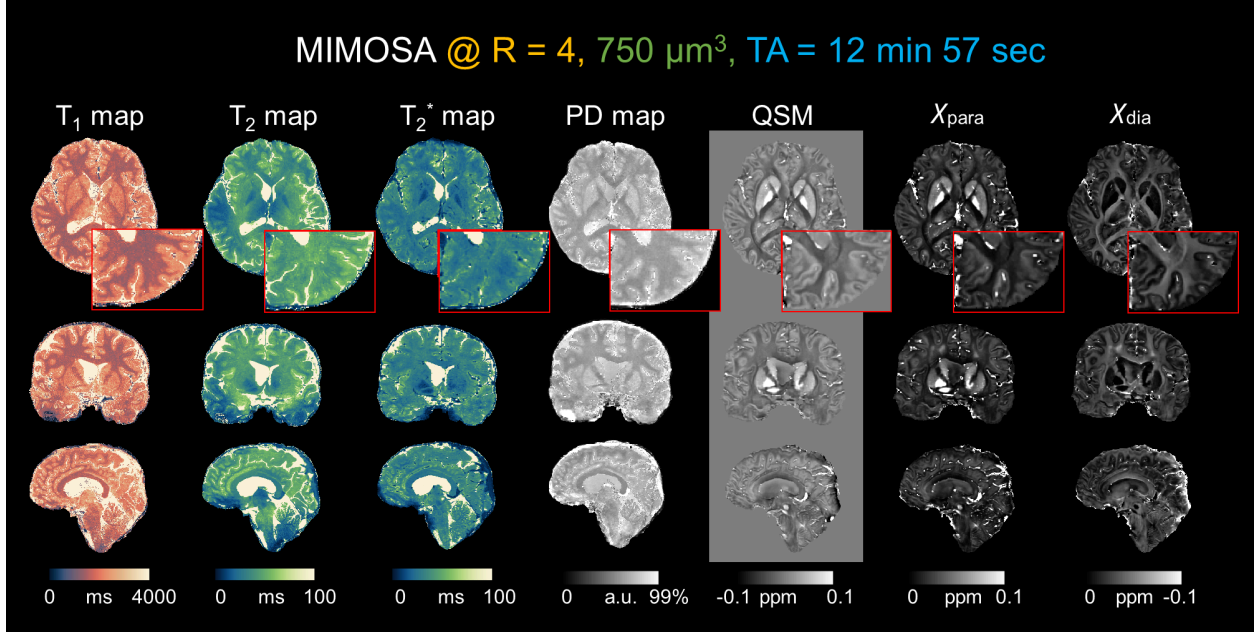 MIMOSA @ R = 4, 750 µm³, TA = 12 min 57 sec
T₁ map T₂ map T₂* map PD map QSM Xpara Xdia
0 ms 4000 0 ms 100 0 ms 100 0 a.u. 99% -0.1 ppm 0.1 0 ppm 0.1 0 ppm -0.1